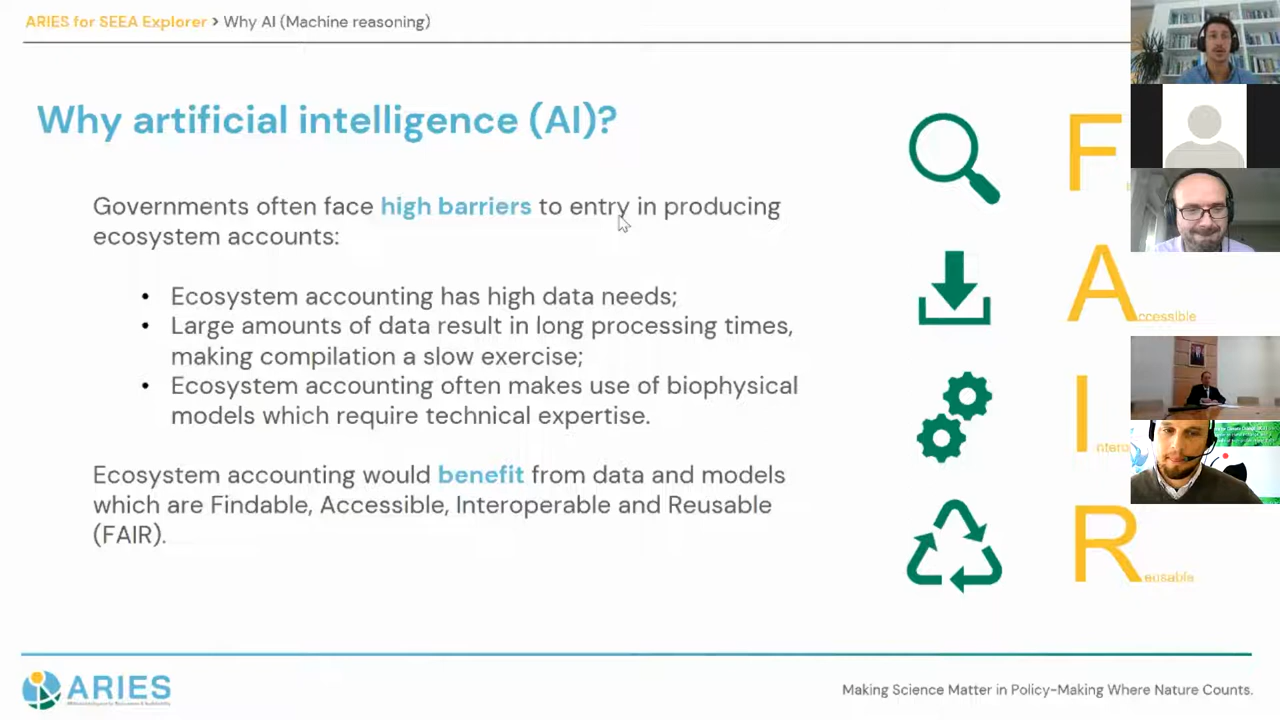 ARIES for SEEA Explorer > Why AI (Machine reasoning)
Why artificial intelligence (AI)?
Governments often face high barriers to entry in producing
ecosystem accounts:
• Ecosystem accounting has high data needs;
• Large amounts of data result in long processing times,
making compilation a slow exercise;
• Ecosystem accounting often makes use of biophysical
models which require technical expertise.
Ecosystem accounting would benefit from data and models
which are Findable, Accessible, Interoperable and Reusable
(FAIR).
F
Accessible
Intero
Reusable
ARIES
Making Science Matter in Policy-Making Where Nature Counts.